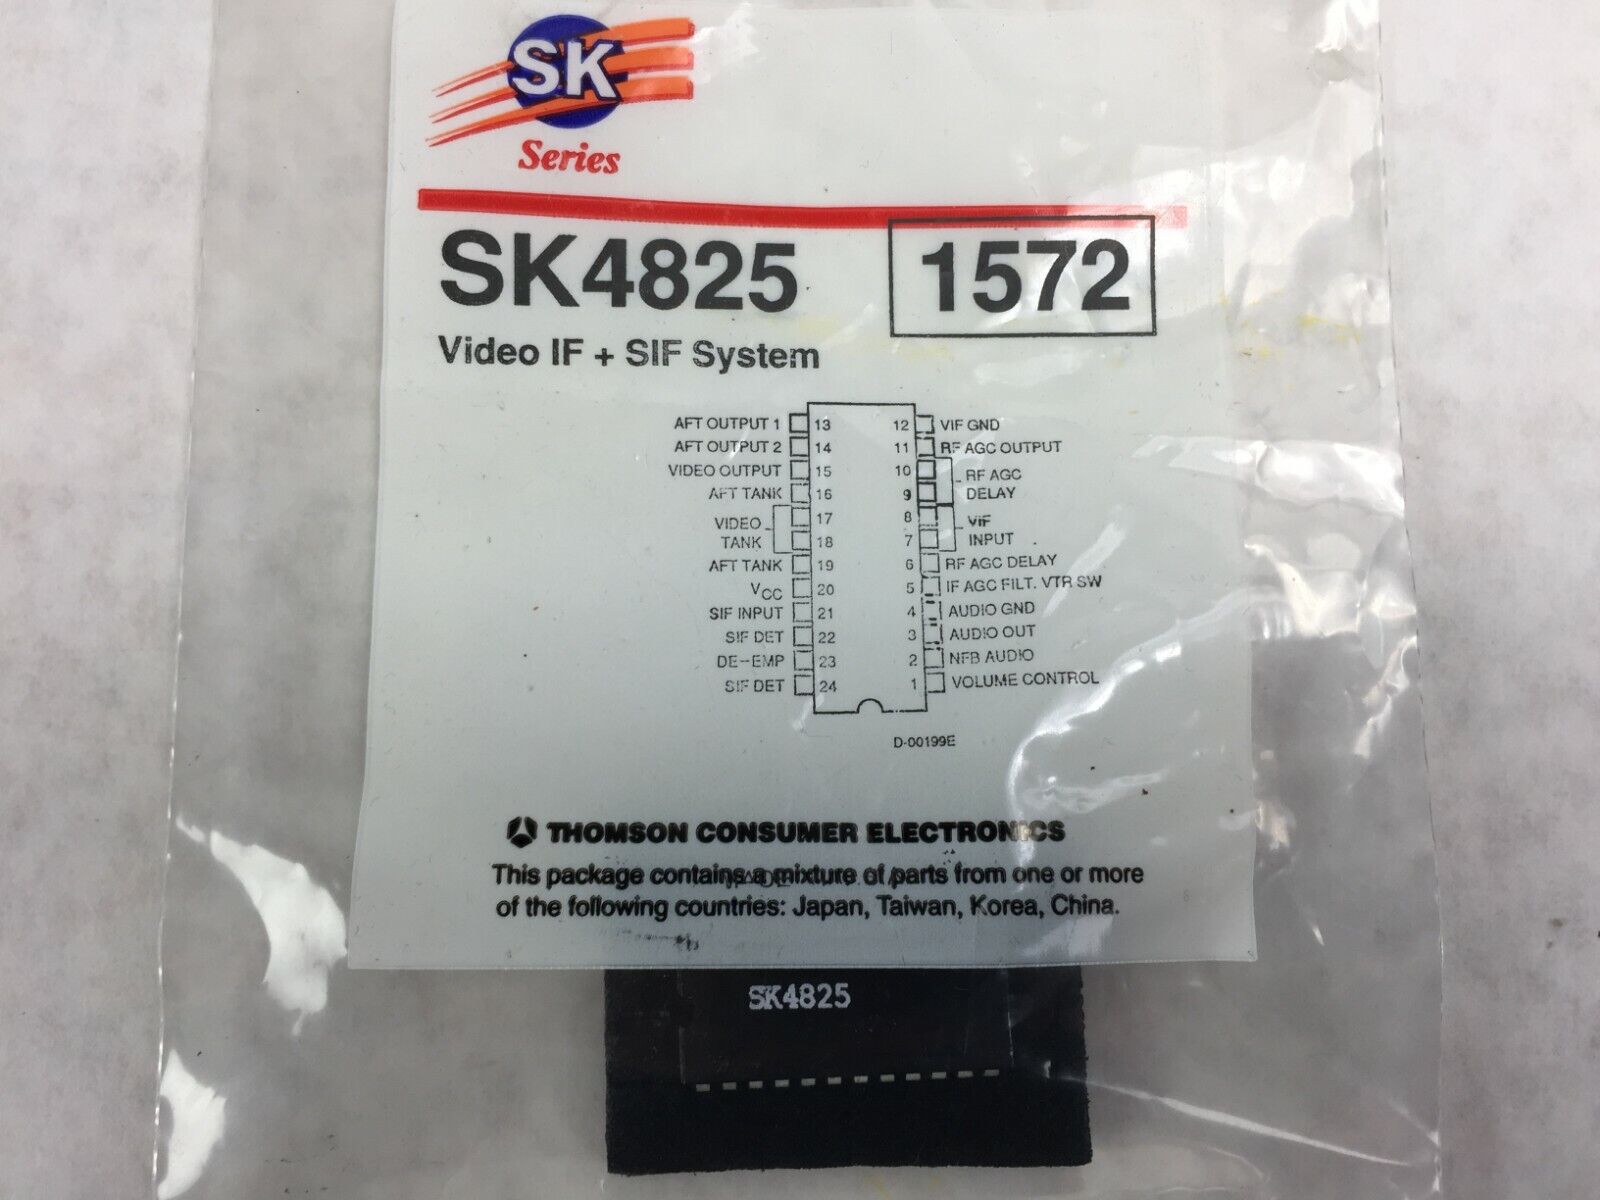 SK
Series
SK4825 1572
Video IF + SIF System
AFT OUTPUT 1 13 12 VIF GND
AFT OUTPUT 2 14 11 RF AGC OUTPUT
VIDEO OUTPUT 15 10 RF AGC
AFT TANK 16 9 DELAY
VIDEO 17 8 VIF
TANK 18 7 INPUT
AFT TANK 19 6 RF AGC DELAY
VCC 20 5 IF AGC FILT. VTR SW
SIF INPUT 21 4 AUDIO GND
SIF DET 22 3 AUDIO OUT
DE-EMP 23 2 NFB AUDIO
SIF DET 24 1 VOLUME CONTROL
D-00199E
THOMSON CONSUMER ELECTRONICS
This package contains a mixture of parts from one or more
of the following countries: Japan, Taiwan, Korea, China.
SK4825